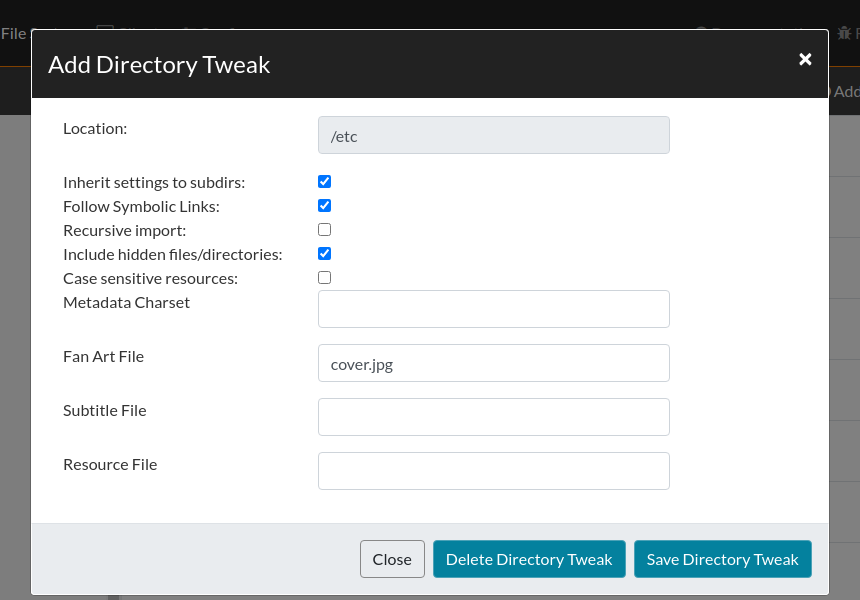 File
Add Directory Tweak
Add
Location:
/etc
Inherit settings to subdirs:
Follow Symbolic Links:
Recursive import:
Include hidden files/directories:
Case sensitive resources:
Metadata Charset
Fan Art File
cover.jpg
Subtitle File
Resource File
Close
Delete Directory Tweak
Save Directory Tweak